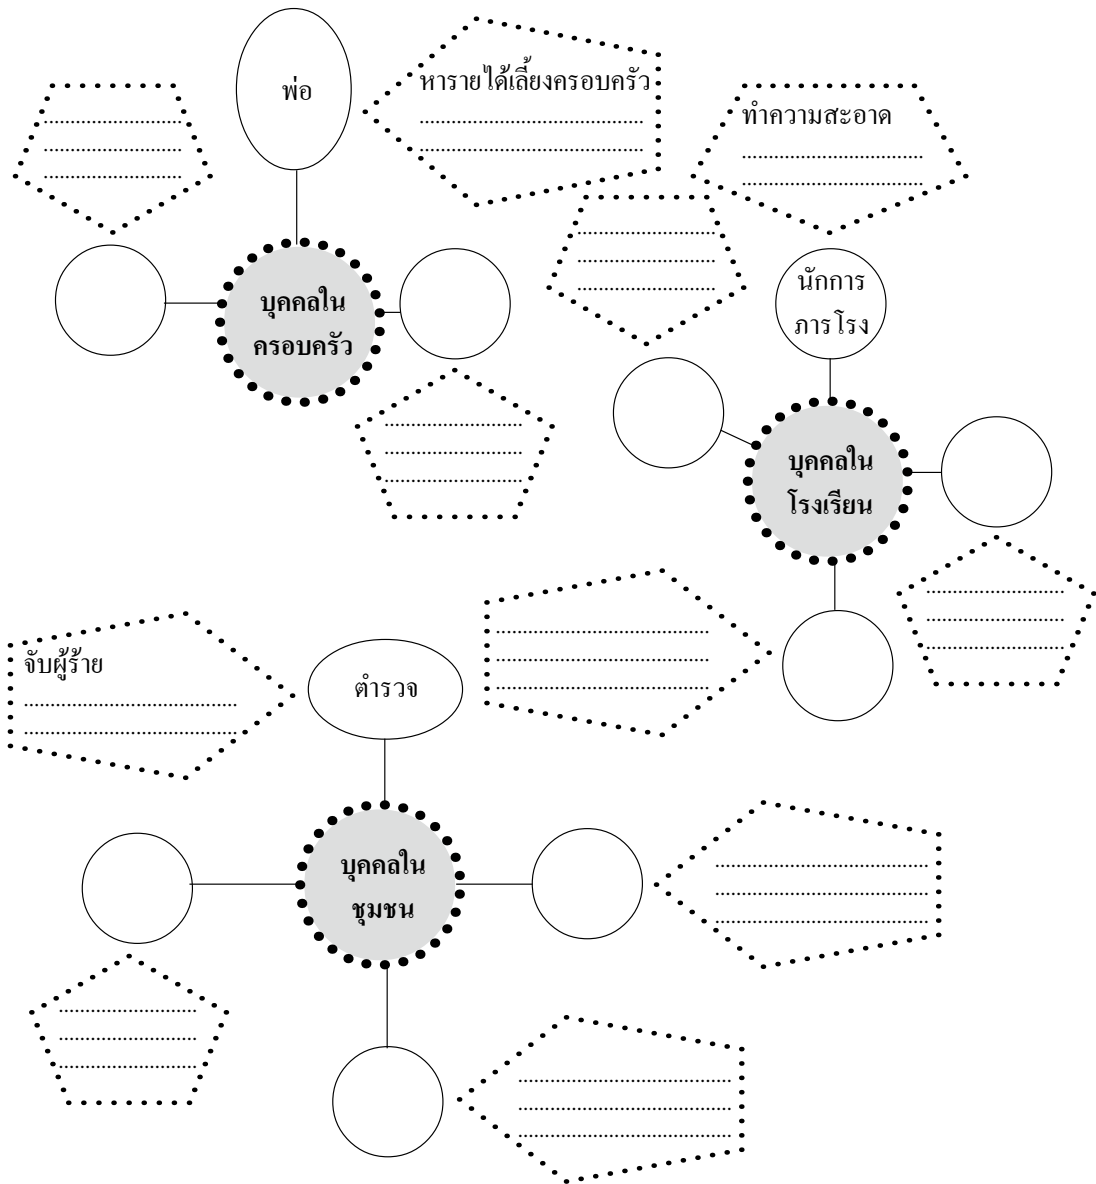 พ่อ
หารายได้เลี้ยงครอบครัว
ทำความสะอาด
บุคคลใน
ครอบครัว
นักการ
ภารโรง
บุคคลใน
โรงเรียน
จับผู้ร้าย
ตำรวจ
บุคคลใน
ชุมชน